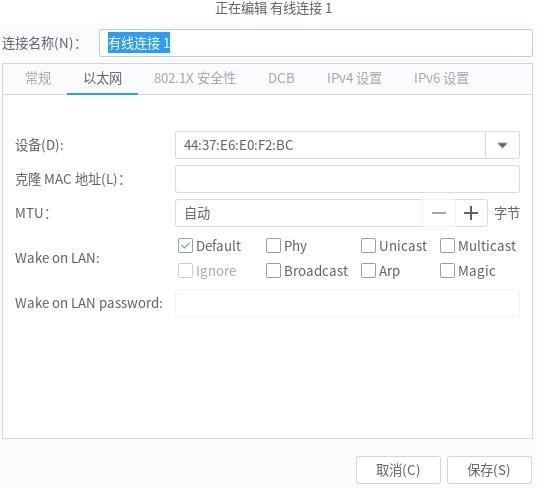 正在编辑 有线连接 1
连接名称(N)： 有线连接 1
常规 以太网 802.1X 安全性 DCB IPv4 设置 IPv6 设置
设备(D): 44:37:E6:E0:F2:BC
克隆 MAC 地址(L)：
MTU： 自动 字节
Wake on LAN:
Default Phy Unicast Multicast
Ignore Broadcast Arp Magic
Wake on LAN password:
取消(C) 保存(S)